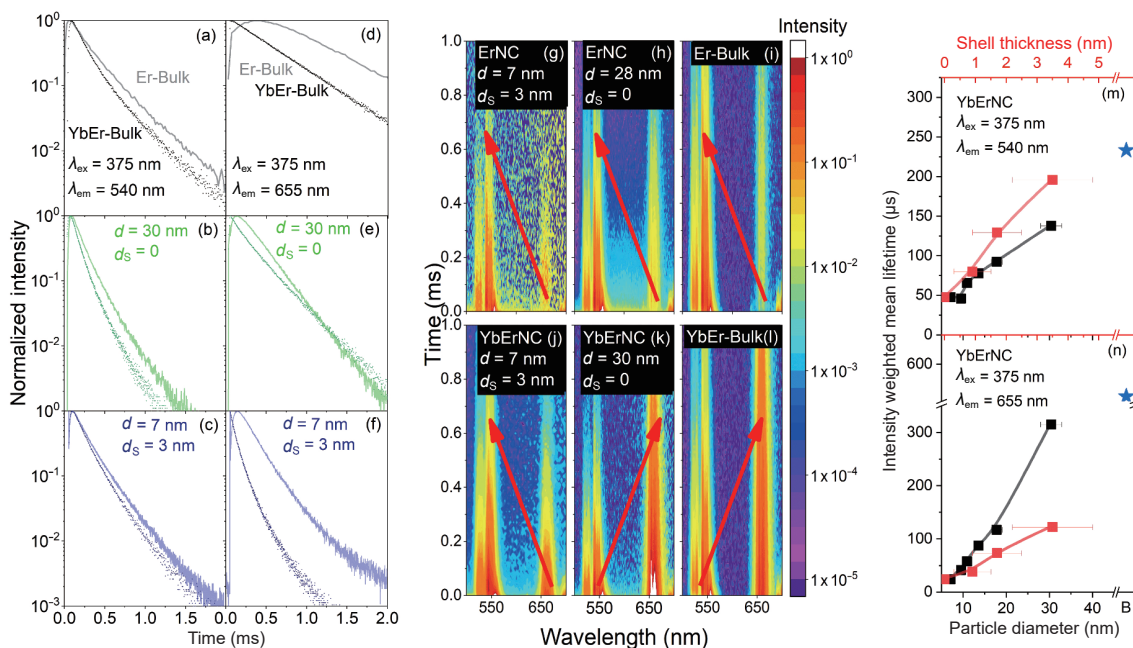 (a)
Er-Bulk
YbEr-Bulk
λex = 375 nm
λem = 540 nm
(d)
Er-Bulk
YbEr-Bulk
λex = 375 nm
λem = 655 nm
(b)
d = 30 nm
dS = 0
(e)
d = 30 nm
dS = 0
(c)
d = 7 nm
dS = 3 nm
(f)
d = 7 nm
dS = 3 nm
10^0
10^-1
10^-2
10^0
10^-1
10^-2
10^0
10^-1
10^-2
10^-3
Normalized intensity
0.0 0.5 1.0 1.5 2.0 0.5 1.0 1.5 2.0
Time (ms)
ErNC (g)
d = 7 nm
dS = 3 nm
ErNC (h)
d = 28 nm
dS = 0
Er-Bulk (i)
YbErNC (j)
d = 7 nm
dS = 3 nm
YbErNC (k)
d = 30 nm
dS = 0
YbEr-Bulk(l)
1.0
0.8
0.6
0.4
0.2
0.0
1.0
0.8
0.6
0.4
0.2
0.0
Time (ms)
550 650 550 650 550 650
Wavelength (nm)
Intensity
1 x 10^0
1 x 10^-1
1 x 10^-2
1 x 10^-3
1 x 10^-4
1 x 10^-5
Shell thickness (nm)
0 1 2 3 4 5
(m)
YbErNC
λex = 375 nm
λem = 540 nm
300
250
200
150
100
50
0
(n)
YbErNC
λex = 375 nm
λem = 655 nm
600
300
200
100
0
Intensity weighted mean lifetime (μs)
10 20 30 40 B
Particle diameter (nm)